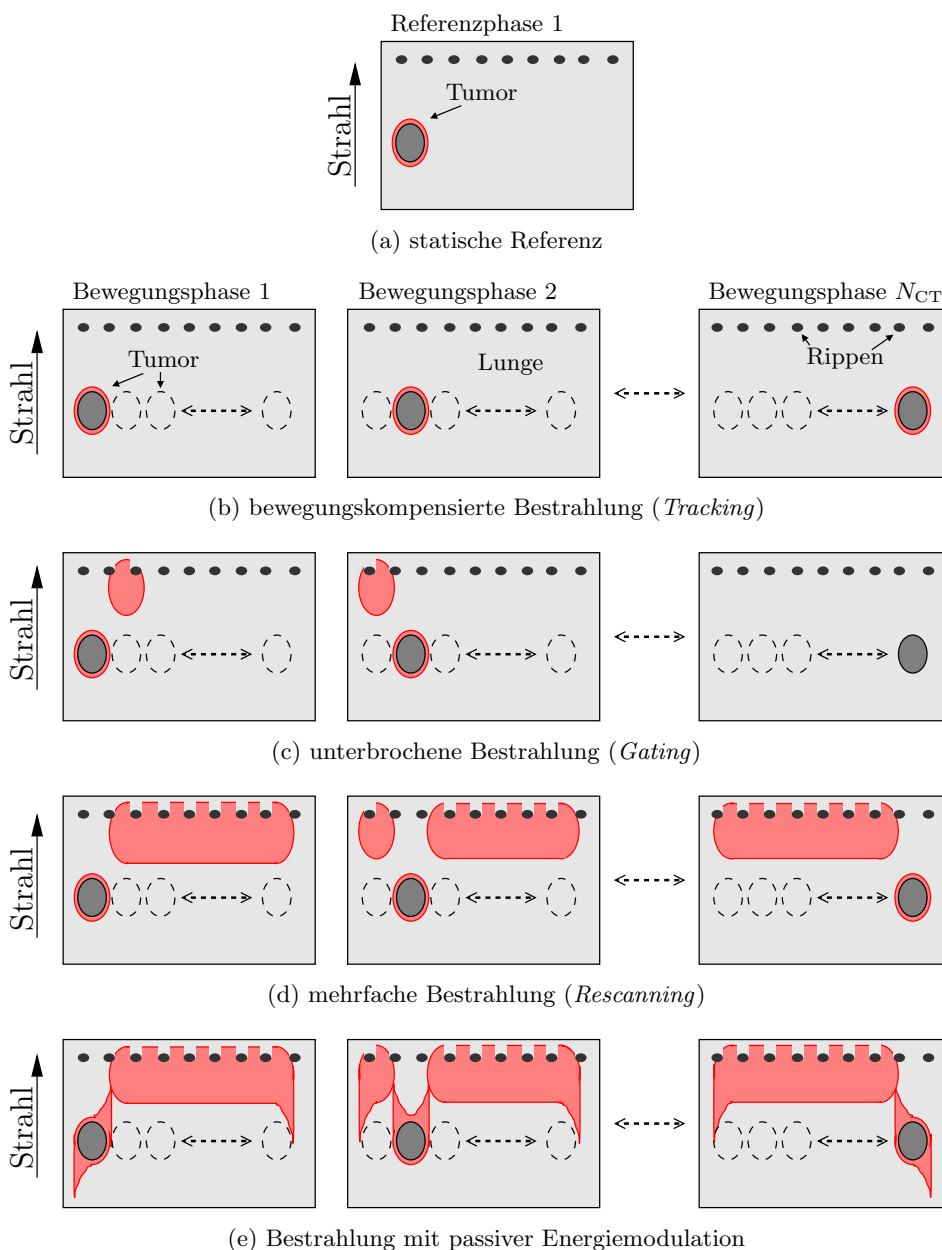 Referenzphase 1
Tumor
Strahl
(a) statische Referenz
Bewegungsphase 1 Bewegungsphase 2 Bewegungsphase N_CT
Tumor Lunge Rippen
Strahl
(b) bewegungskompensierte Bestrahlung (Tracking)
Strahl
(c) unterbrochene Bestrahlung (Gating)
Strahl
(d) mehrfache Bestrahlung (Rescanning)
Strahl
(e) Bestrahlung mit passiver Energiemodulation